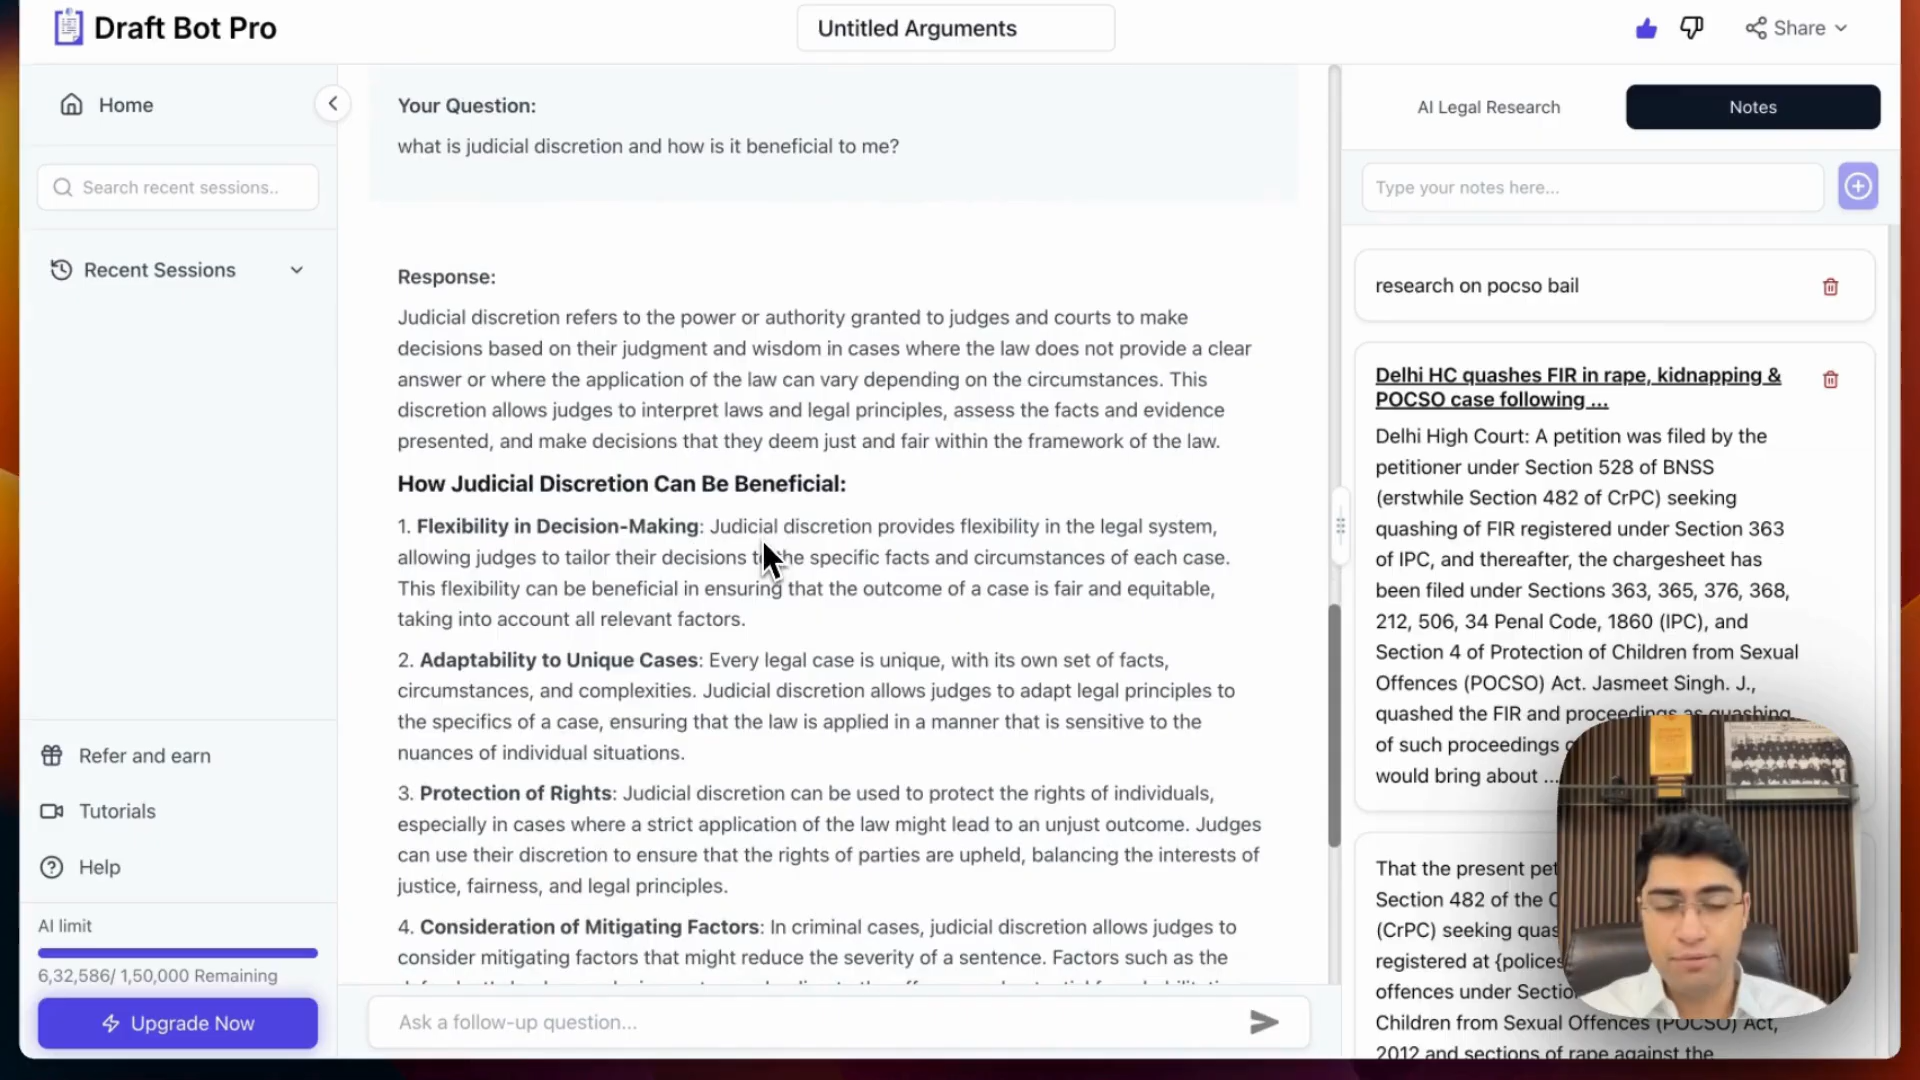 Draft Bot Pro
Untitled Arguments
Share
Home
Search recent sessions..
Recent Sessions
Refer and earn
Tutorials
Help
AI limit
6,32,586/ 1,50,000 Remaining
Upgrade Now
Your Question:
what is judicial discretion and how is it beneficial to me?
Response:
Judicial discretion refers to the power or authority granted to judges and courts to make
decisions based on their judgment and wisdom in cases where the law does not provide a clear
answer or where the application of the law can vary depending on the circumstances. This
discretion allows judges to interpret laws and legal principles, assess the facts and evidence
presented, and make decisions that they deem just and fair within the framework of the law.
How Judicial Discretion Can Be Beneficial:
1. Flexibility in Decision-Making: Judicial discretion provides flexibility in the legal system,
allowing judges to tailor their decisions to the specific facts and circumstances of each case.
This flexibility can be beneficial in ensuring that the outcome of a case is fair and equitable,
taking into account all relevant factors.
2. Adaptability to Unique Cases: Every legal case is unique, with its own set of facts,
circumstances, and complexities. Judicial discretion allows judges to adapt legal principles to
the specifics of a case, ensuring that the law is applied in a manner that is sensitive to the
nuances of individual situations.
3. Protection of Rights: Judicial discretion can be used to protect the rights of individuals,
especially in cases where a strict application of the law might lead to an unjust outcome. Judges
can use their discretion to ensure that the rights of parties are upheld, balancing the interests of
justice, fairness, and legal principles.
4. Consideration of Mitigating Factors: In criminal cases, judicial discretion allows judges to
consider mitigating factors that might reduce the severity of a sentence. Factors such as the
Ask a follow-up question...
AI Legal Research
Notes
Type your notes here...
research on pocso bail
Delhi HC quashes FIR in rape, kidnapping &
POCSO case following ...
Delhi High Court: A petition was filed by the
petitioner under Section 528 of BNSS
(erstwhile Section 482 of CrPC) seeking
quashing of FIR registered under Section 363
of IPC, and thereafter, the chargesheet has
been filed under Sections 363, 365, 376, 368,
212, 506, 34 Penal Code, 1860 (IPC), and
Section 4 of Protection of Children from Sexual
Offences (POCSO) Act. Jasmeet Singh. J.,
quashed the FIR and proceedings as quashing
of such proceedings
would bring about ...
That the present
Section 482 of the
(CrPC) seeking
registered at
offences under
Children from Sexual Offences (POCSO) Act,
2012 and sections of rape against the